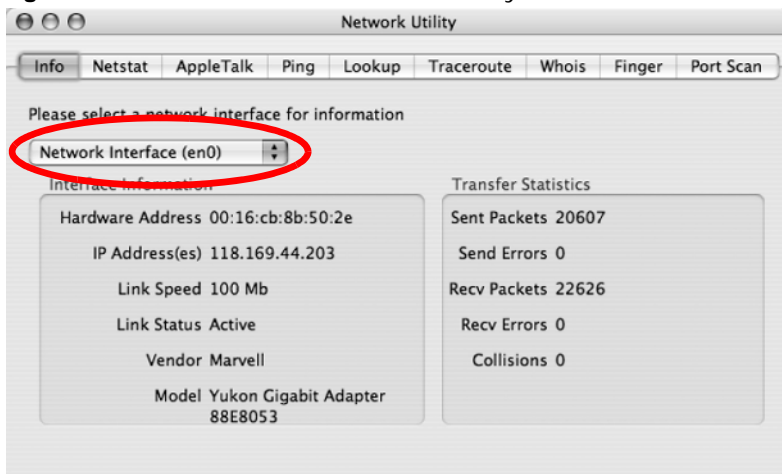 Network Utility
Info Netstat AppleTalk Ping Lookup Traceroute Whois Finger Port Scan
Please select a network interface for information
Network Interface (en0)
Interface Information
Hardware Address 00:16:cb:8b:50:2e
IP Address(es) 118.169.44.203
Link Speed 100 Mb
Link Status Active
Vendor Marvell
Model Yukon Gigabit Adapter
88E8053
Transfer Statistics
Sent Packets 20607
Send Errors 0
Recv Packets 22626
Recv Errors 0
Collisions 0